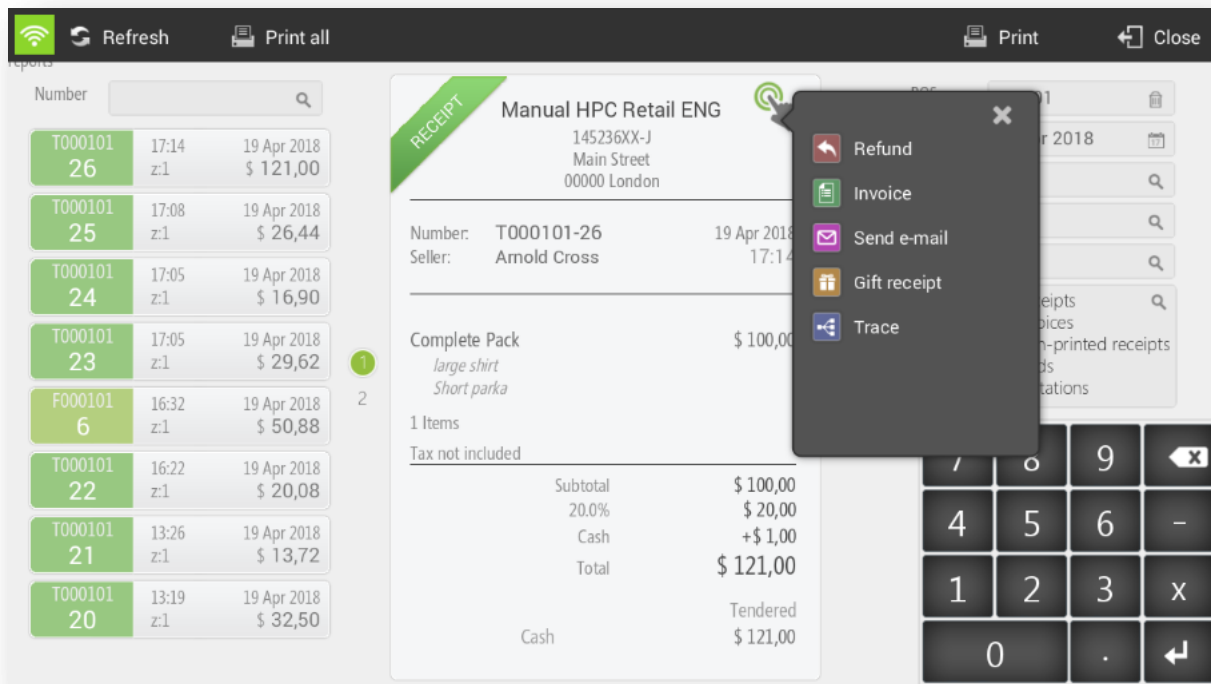 Refresh
Print all
Print
Close
reports
Number
T000101 17:14 19 Apr 2018
26 z:1 $ 121,00
T000101 17:08 19 Apr 2018
25 z:1 $ 26,44
T000101 17:05 19 Apr 2018
24 z:1 $ 16,90
T000101 17:05 19 Apr 2018
23 z:1 $ 29,62
F000101 16:32 19 Apr 2018
6 z:1 $ 50,88
T000101 16:22 19 Apr 2018
22 z:1 $ 20,08
T000101 13:26 19 Apr 2018
21 z:1 $ 13,72
T000101 13:19 19 Apr 2018
20 z:1 $ 32,50
1
2
RECEIPT
Manual HPC Retail ENG
145236XX-J
Main Street
00000 London
Number: T000101-26 19 Apr 2018
Seller: Arnold Cross 17:14
Complete Pack $ 100,00
large shirt
Short parka
1 Items
Tax not included
Subtotal $ 100,00
20.0% $ 20,00
Cash +$ 1,00
Total $ 121,00
Tendered
Cash $ 121,00
Refund
Invoice
Send e-mail
Gift receipt
Trace
2018
17
-printed receipts
7 8 9
4 5 6 -
1 2 3 X
0 .